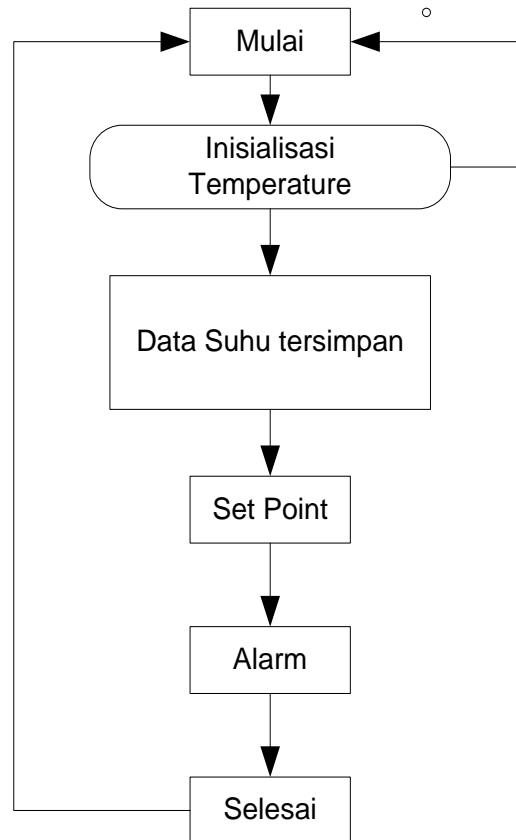 Mulai
Inisialisasi
Temperature
Data Suhu tersimpan
Set Point
Alarm
Selesai